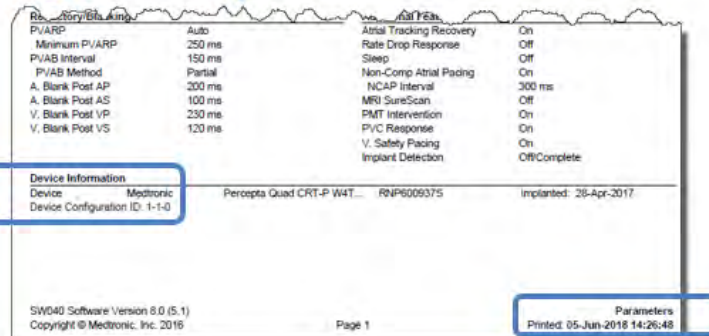 PVARP Auto Atrial Tracking Recovery On
Minimum PVARP 250 ms Rate Drop Response Off
PVAB Interval 150 ms Sleep Off
PVAB Method Partial Non-Comp Atrial Pacing On
A. Blank Post AP 200 ms NCAP Interval 300 ms
A. Blank Post AS 100 ms MRI SureScan Off
V. Blank Post VP 230 ms PMT Intervention On
V. Blank Post VS 120 ms PVC Response On
V. Safety Pacing On
Implant Detection Off/Complete
Device Information
Device Medtronic Percepta Quad CRT-P W4T... RNP600937S Implanted: 28-Apr-2017
Device Configuration ID: 1-1-0
SW040 Software Version 8.0 (5.1) Parameters
Copyright © Medtronic, Inc. 2016 Page 1 Printed: 05-Jun-2018 14:26:48